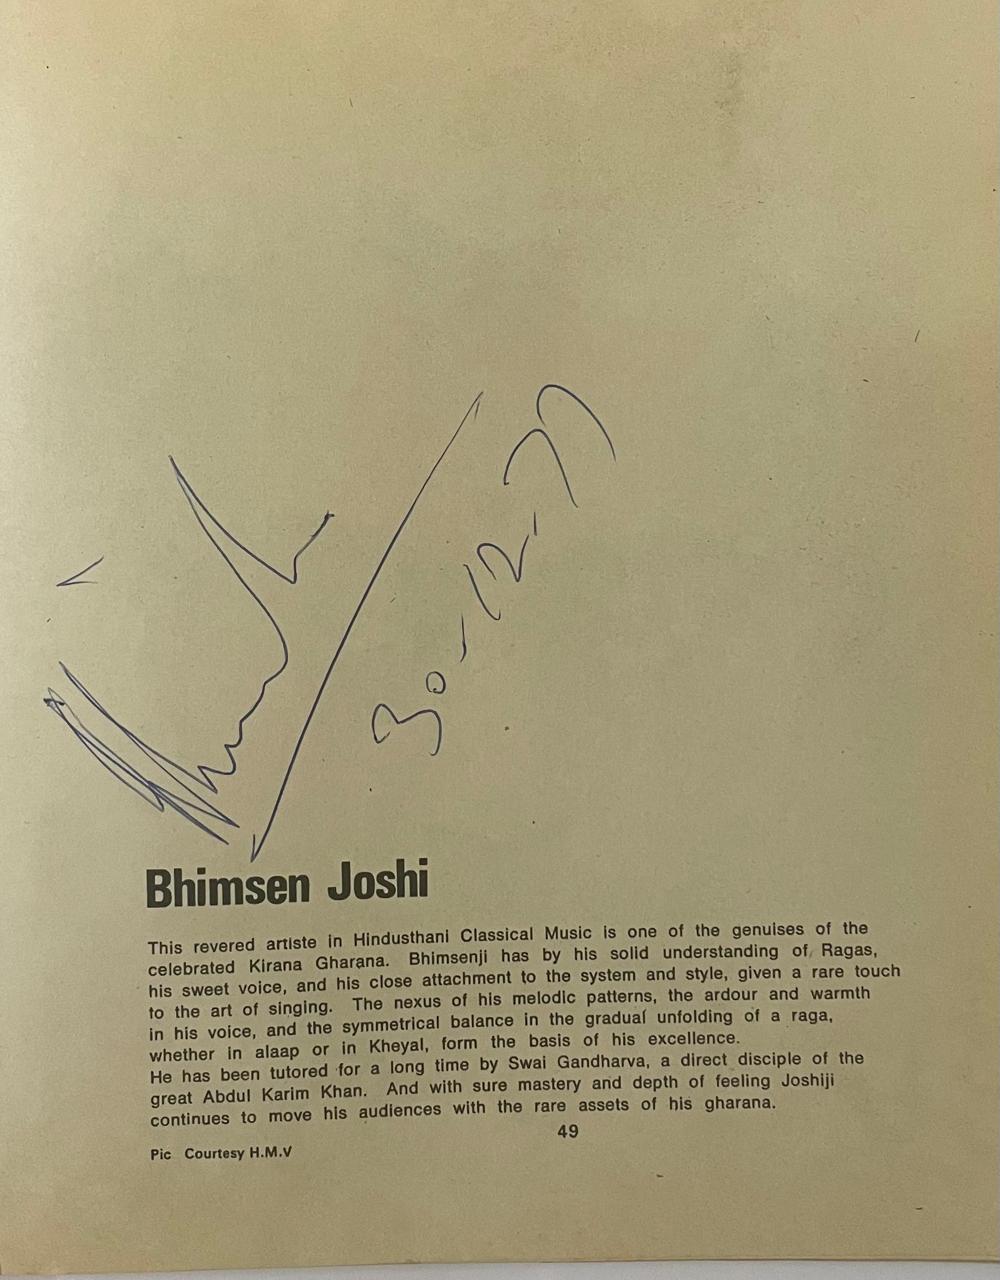 30-12-77
Bhimsen Joshi
This revered artiste in Hindusthani Classical Music is one of the genuises of the
celebrated Kirana Gharana. Bhimsenji has by his solid understanding of Ragas,
his sweet voice, and his close attachment to the system and style, given a rare touch
to the art of singing. The nexus of his melodic patterns, the ardour and warmth
in his voice, and the symmetrical balance in the gradual unfolding of a raga,
whether in alaap or in Kheyal, form the basis of his excellence.
He has been tutored for a long time by Swai Gandharva, a direct disciple of the
great Abdul Karim Khan. And with sure mastery and depth of feeling Joshiji
continues to move his audiences with the rare assets of his gharana.
49
Pic Courtesy H.M.V